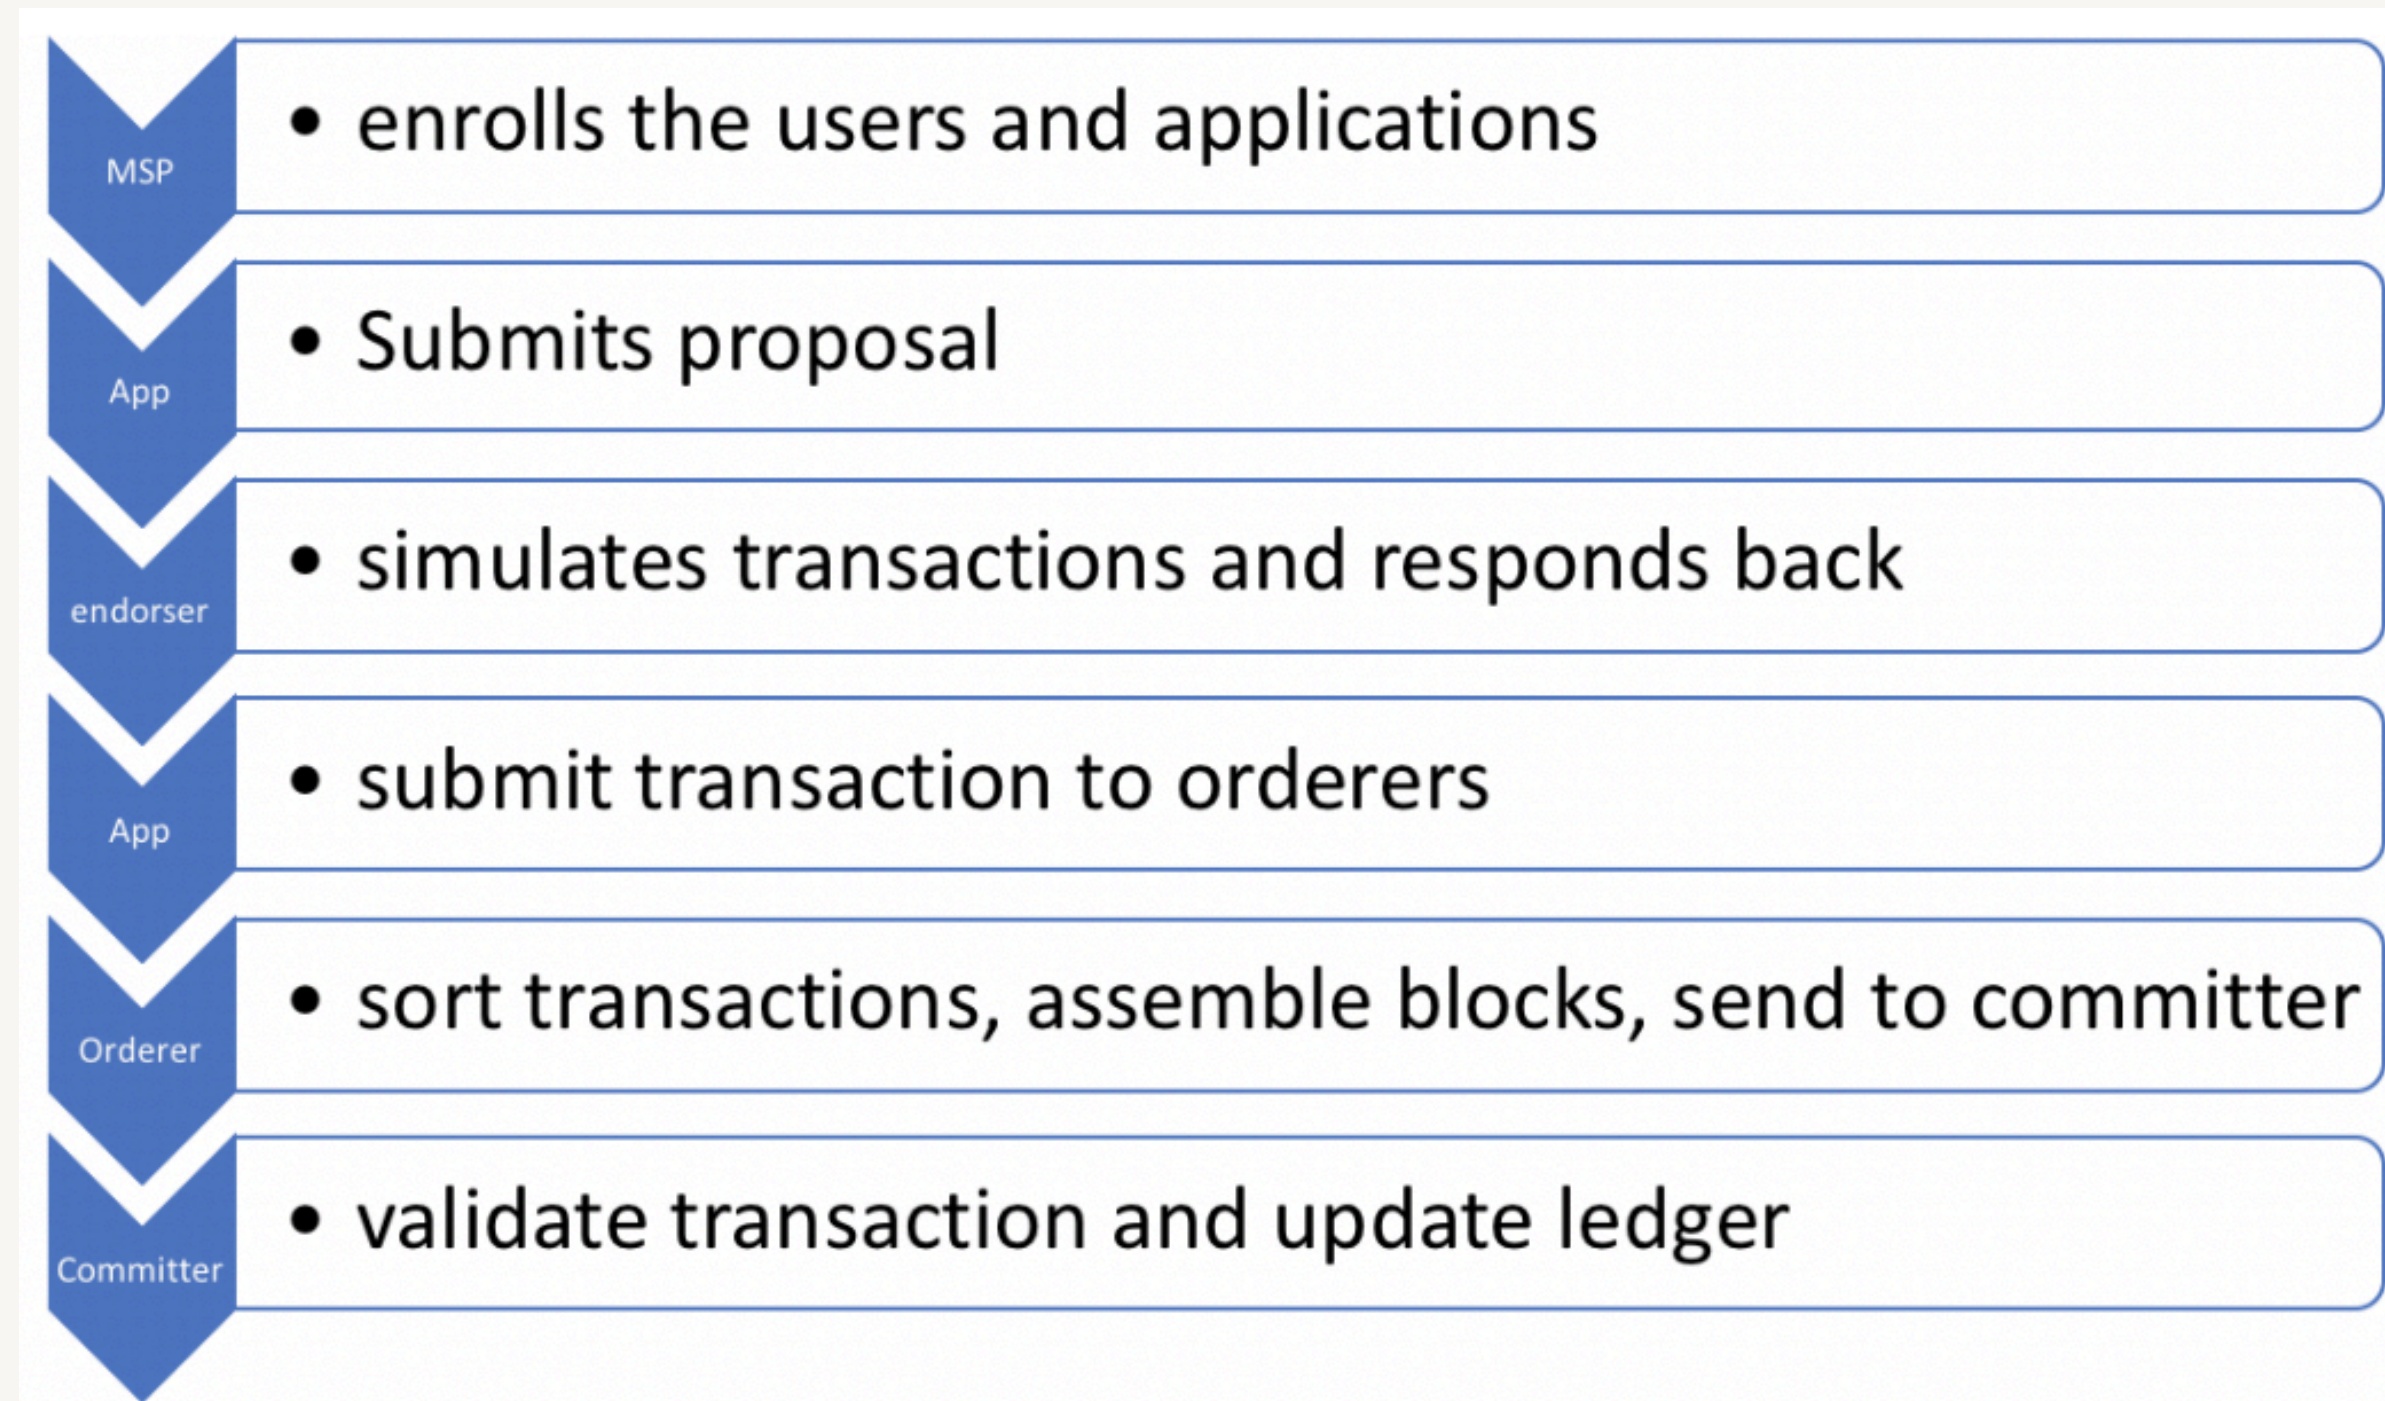 MSP
• enrolls the users and applications
App
• Submits proposal
endorser
• simulates transactions and responds back
App
• submit transaction to orderers
Orderer
• sort transactions, assemble blocks, send to committer
Committer
• validate transaction and update ledger